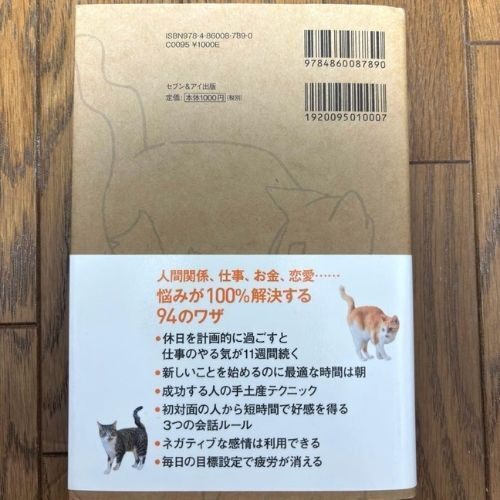 ISBN978-4-86008-789-0
C0095 ¥1000E
9784860087890
セブン&アイ出版
定価：本体1000円（税別）
1920095010007
人間関係、仕事、お金、恋愛……
悩みが100%解決する
94のワザ
•休日を計画的に過ごすと
仕事のやる気が11週間続く
•新しいことを始めるのに最適な時間は朝
•成功する人の手土産テクニック
•初対面の人から短時間で好感を得る
3つの会話ルール
•ネガティブな感情は利用できる
•毎日の目標設定で疲労が消える